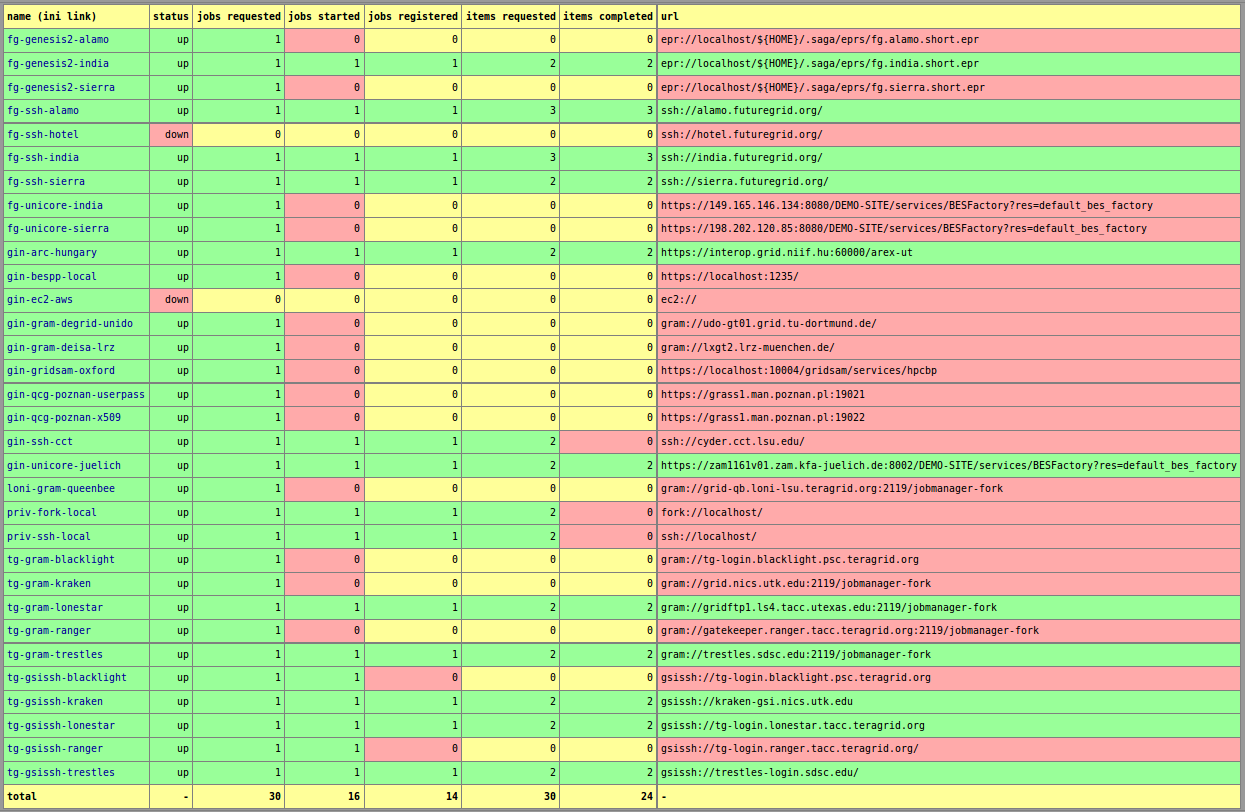 name (ini link) status jobs requested jobs started jobs registered items requested items completed url
fg-genesis2-alamo up 1 0 0 0 0 epr://localhost/${HOME}/.saga/eprs/fg.alamo.short.epr
fg-genesis2-india up 1 1 1 2 2 epr://localhost/${HOME}/.saga/eprs/fg.india.short.epr
fg-genesis2-sierra up 1 0 0 0 0 epr://localhost/${HOME}/.saga/eprs/fg.sierra.short.epr
fg-ssh-alamo up 1 1 1 3 3 ssh://alamo.futuregrid.org/
fg-ssh-hotel down 0 0 0 0 0 ssh://hotel.futuregrid.org/
fg-ssh-india up 1 1 1 3 3 ssh://india.futuregrid.org/
fg-ssh-sierra up 1 1 1 2 2 ssh://sierra.futuregrid.org/
fg-unicore-india up 1 0 0 0 0 https://149.165.146.134:8080/DEMO-SITE/services/BESFactory?res=default_bes_factory
fg-unicore-sierra up 1 0 0 0 0 https://198.202.120.85:8080/DEMO-SITE/services/BESFactory?res=default_bes_factory
gin-arc-hungary up 1 1 1 2 2 https://interop.grid.niif.hu:60000/arex-ut
gin-bespp-local up 1 0 0 0 0 https://localhost:1235/
gin-ec2-aws down 0 0 0 0 0 ec2://
gin-gram-degrid-unido up 1 0 0 0 0 gram://udo-gt01.grid.tu-dortmund.de/
gin-gram-deisa-lrz up 1 0 0 0 0 gram://lxgt2.lrz-muenchen.de/
gin-gridsam-oxford up 1 0 0 0 0 https://localhost:10004/gridsam/services/hpcbp
gin-qcg-poznan-userpass up 1 0 0 0 0 https://grass1.man.poznan.pl:19021
gin-qcg-poznan-x509 up 1 0 0 0 0 https://grass1.man.poznan.pl:19022
gin-ssh-cct up 1 1 1 2 0 ssh://cyder.cct.lsu.edu/
gin-unicore-juelich up 1 1 1 2 2 https://zam1161v01.zam.kfa-juelich.de:8002/DEMO-SITE/services/BESFactory?res=default_bes_factory
loni-gram-queenbee up 1 0 0 0 0 gram://grid-qb.loni-lsu.teragrid.org:2119/jobmanager-fork
priv-fork-local up 1 1 1 2 0 fork://localhost/
priv-ssh-local up 1 1 1 2 0 ssh://localhost/
tg-gram-blacklight up 1 0 0 0 0 gram://tg-login.blacklight.psc.teragrid.org
tg-gram-kraken up 1 0 0 0 0 gram://grid.nics.utk.edu:2119/jobmanager-fork
tg-gram-lonestar up 1 1 1 2 2 gram://gridftp1.ls4.tacc.utexas.edu:2119/jobmanager-fork
tg-gram-ranger up 1 0 0 0 0 gram://gatekeeper.ranger.tacc.teragrid.org:2119/jobmanager-fork
tg-gram-trestles up 1 1 1 2 2 gram://trestles.sdsc.edu:2119/jobmanager-fork
tg-gsissh-blacklight up 1 1 0 0 0 gsissh://tg-login.blacklight.psc.teragrid.org
tg-gsissh-kraken up 1 1 1 2 2 gsissh://kraken-gsi.nics.utk.edu
tg-gsissh-lonestar up 1 1 1 2 2 gsissh://tg-login.lonestar.tacc.teragrid.org
tg-gsissh-ranger up 1 1 0 0 0 gsissh://tg-login.ranger.tacc.teragrid.org/
tg-gsissh-trestles up 1 1 1 2 2 gsissh://trestles-login.sdsc.edu/
total - 30 16 14 30 24 -